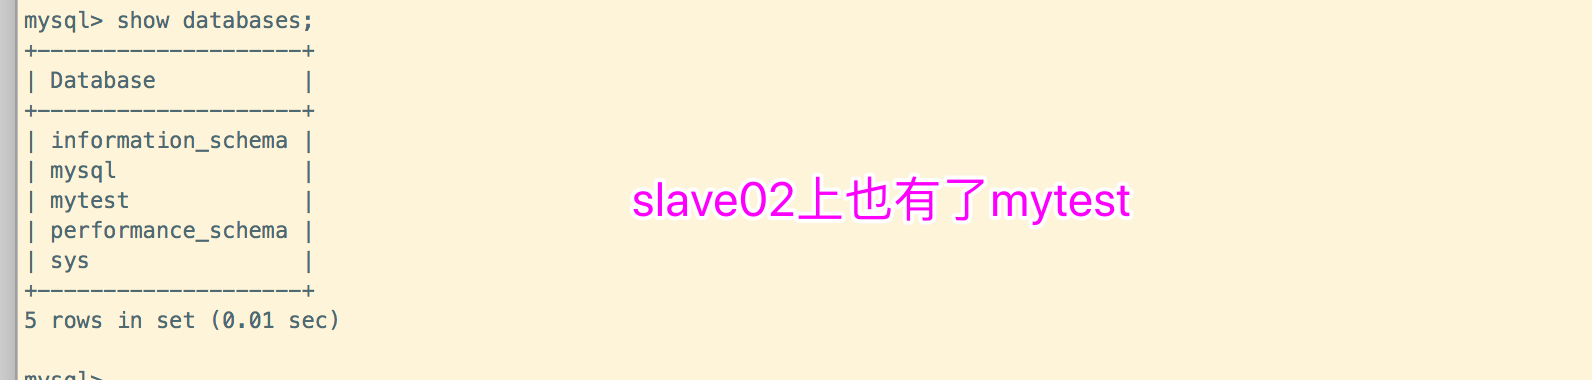 mysql> show databases;
+--------------------+
| Database           |
+--------------------+
| information_schema |
| mysql              |
| mytest             |
| performance_schema |
| sys                |
+--------------------+
slave02上也有了mytest
5 rows in set (0.01 sec)
mysql>